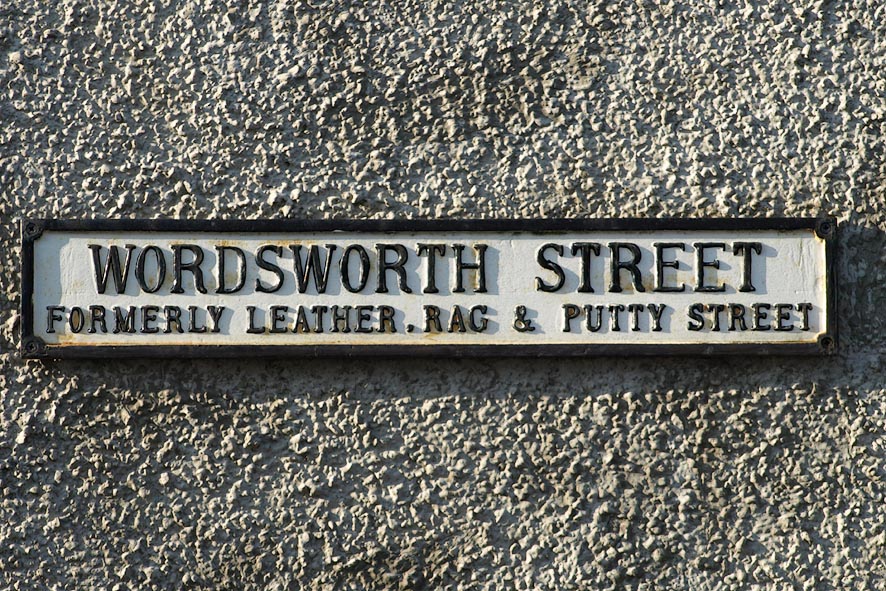 WORDSWORTH STREET
FORMERLY LEATHER. RAG & PUTTY STREET